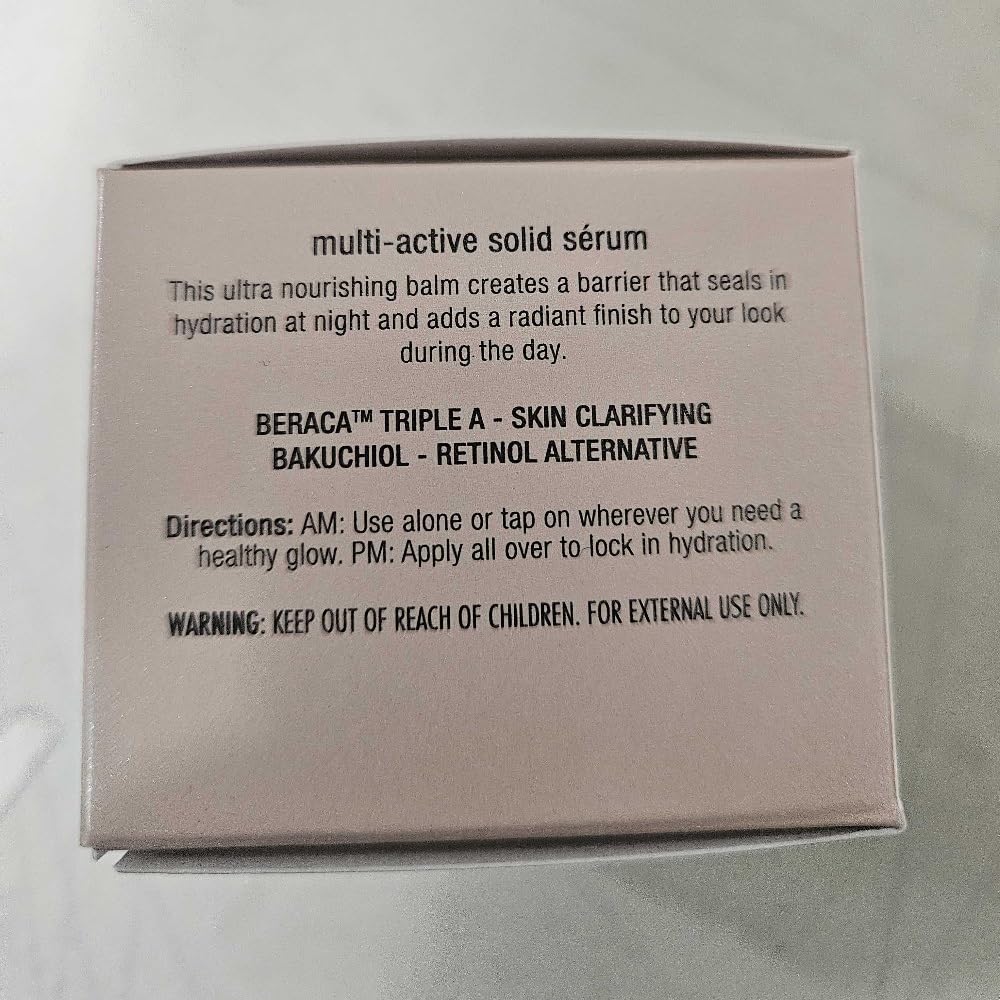 multi-active solid sérum
This ultra nourishing balm creates a barrier that seals in
hydration at night and adds a radiant finish to your look
during the day.
BERACA™ TRIPLE A - SKIN CLARIFYING
BAKUCHIOL - RETINOL ALTERNATIVE
Directions: AM: Use alone or tap on wherever you need a
healthy glow. PM: Apply all over to lock in hydration.
WARNING: KEEP OUT OF REACH OF CHILDREN. FOR EXTERNAL USE ONLY.